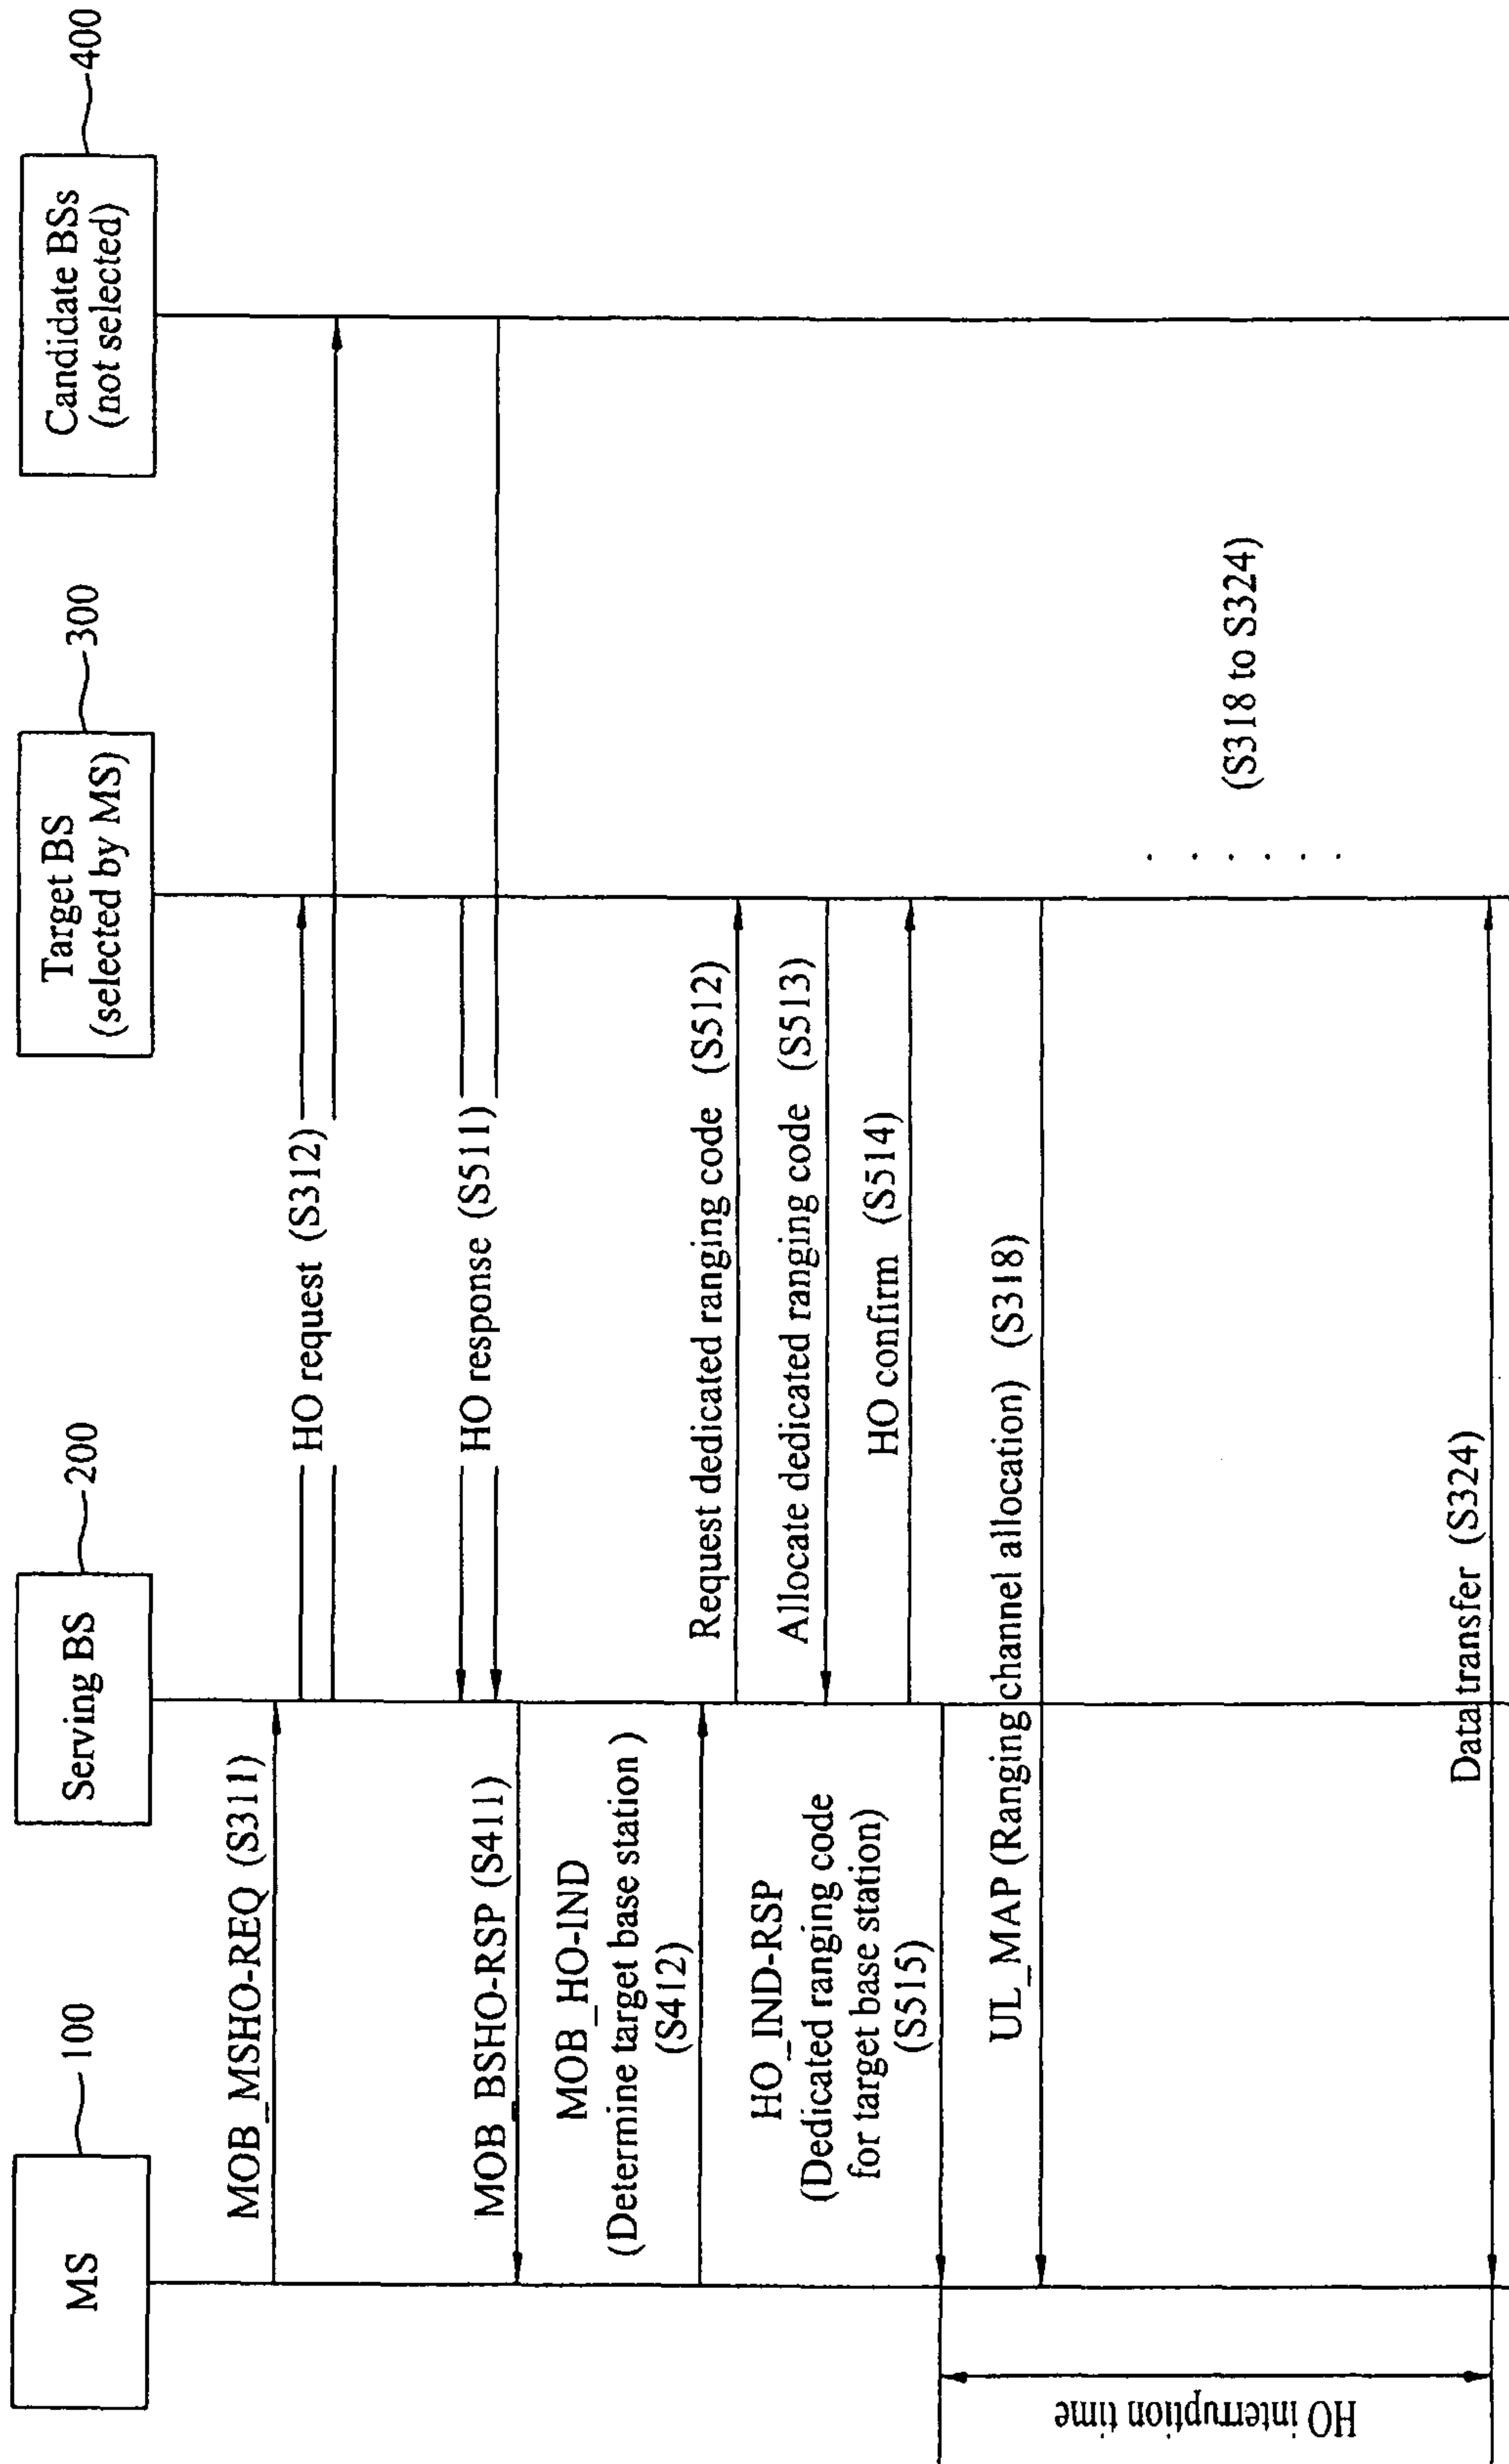 MS
100
Serving BS
200
Target BS
(selected by MS)
300
Candidate BSs
(not selected)
400
MOB_MSHO-REQ (S311)
HO request (S312)
HO response (S511)
MOB_BSHO-RSP (S411)
MOB_HO-IND
(Determine target base station )
(S412)
Request dedicated ranging code (S512)
Allocate dedicated ranging code (S513)
HO confirm (S514)
HO_IND-RSP
(Dedicated ranging code
for target base station)
(S515)
UL_MAP (Ranging channel allocation) (S318)
(S318 to S324)
Data transfer (S324)
HO interruption time